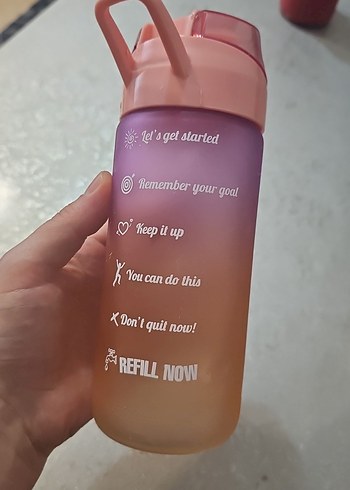 Let's get started
Remember your goal
Keep it up
You can do this
Don't quit now!
REFILL NOW